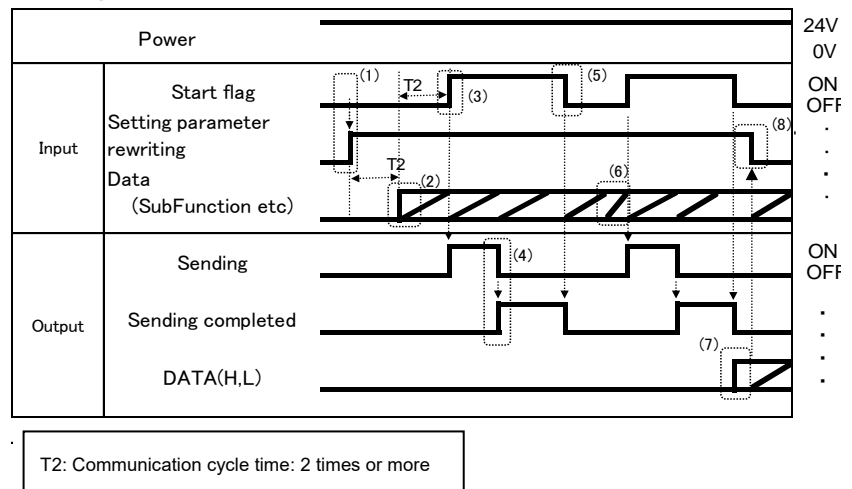 Power
24V
0V
Input
Start flag
(1)
T2
(3)
(5)
ON
OFF
Setting parameter
rewriting
(8)
Data
(SubFunction etc)
T2
(2)
(6)
Output
Sending
(4)
ON
OFF
Sending completed
DATA(H,L)
(7)
T2: Communication cycle time: 2 times or more